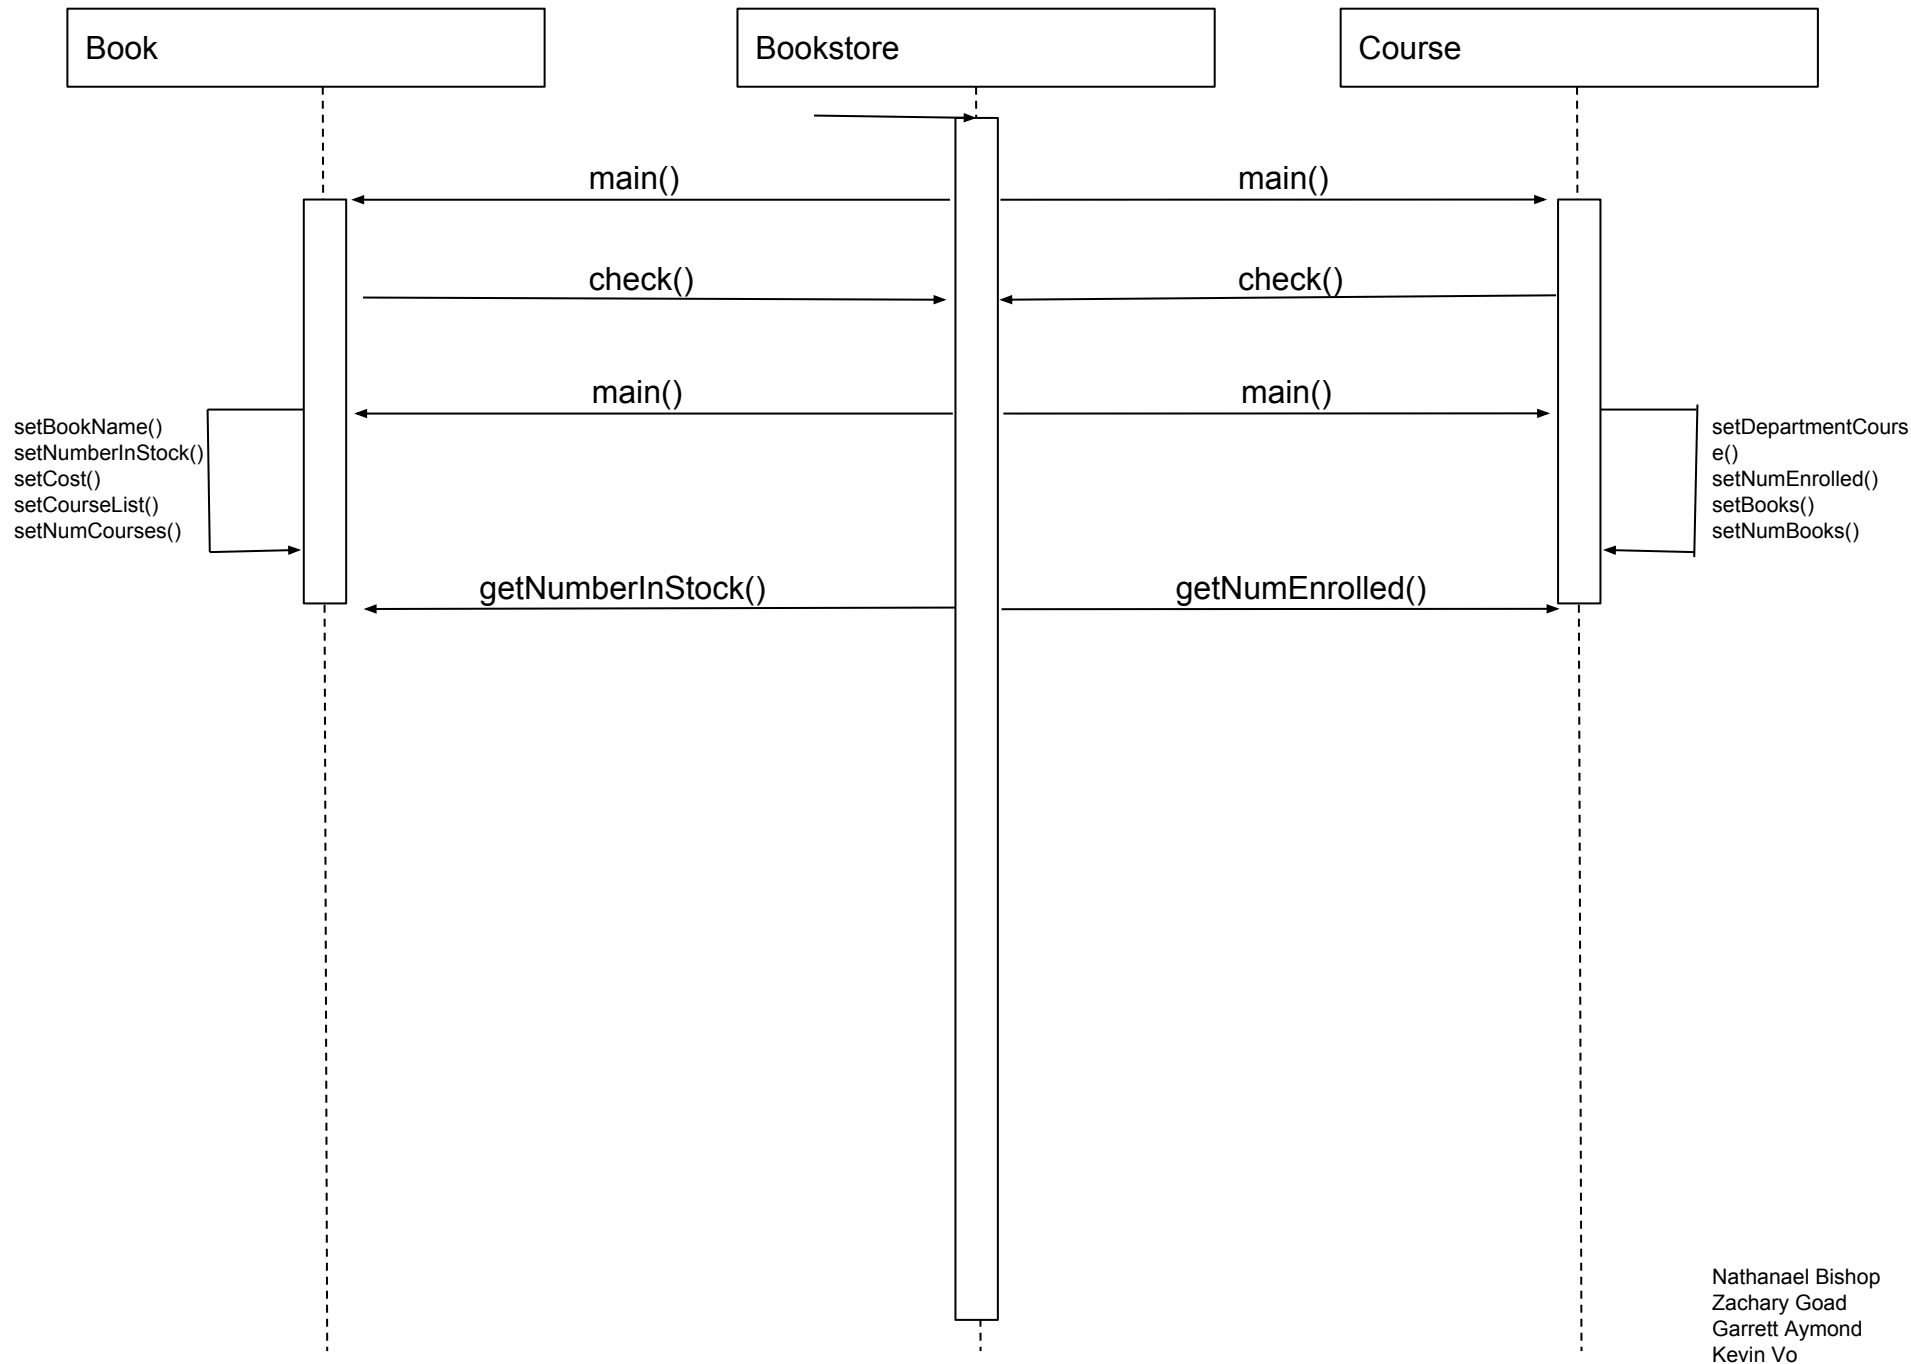 Book
Bookstore
Course
main()
main()
check()
check()
main()
main()
setBookName()
setNumberInStock()
setCost()
setCourseList()
setNumCourses()
setDepartmentCours
e()
setNumEnrolled()
setBooks()
setNumBooks()
getNumberInStock()
getNumEnrolled()
Nathanael Bishop
Zachary Goad
Garrett Aymond
Kevin Vo